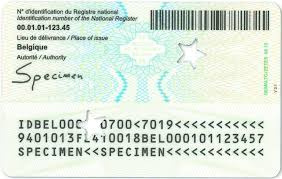 N° d'identification du Registre national
Identification number of the National Register
00.01.01-123.45
Lieu de délivrance / Place of issue
Belgique
Autorité / Authority
Specimen
IDBEL000 0700<7019<<<<<<<<<<<<
9401013F 10018BEL000101123457
SPECIMEN<<SPECIMEN<<<<<<<<<<<<